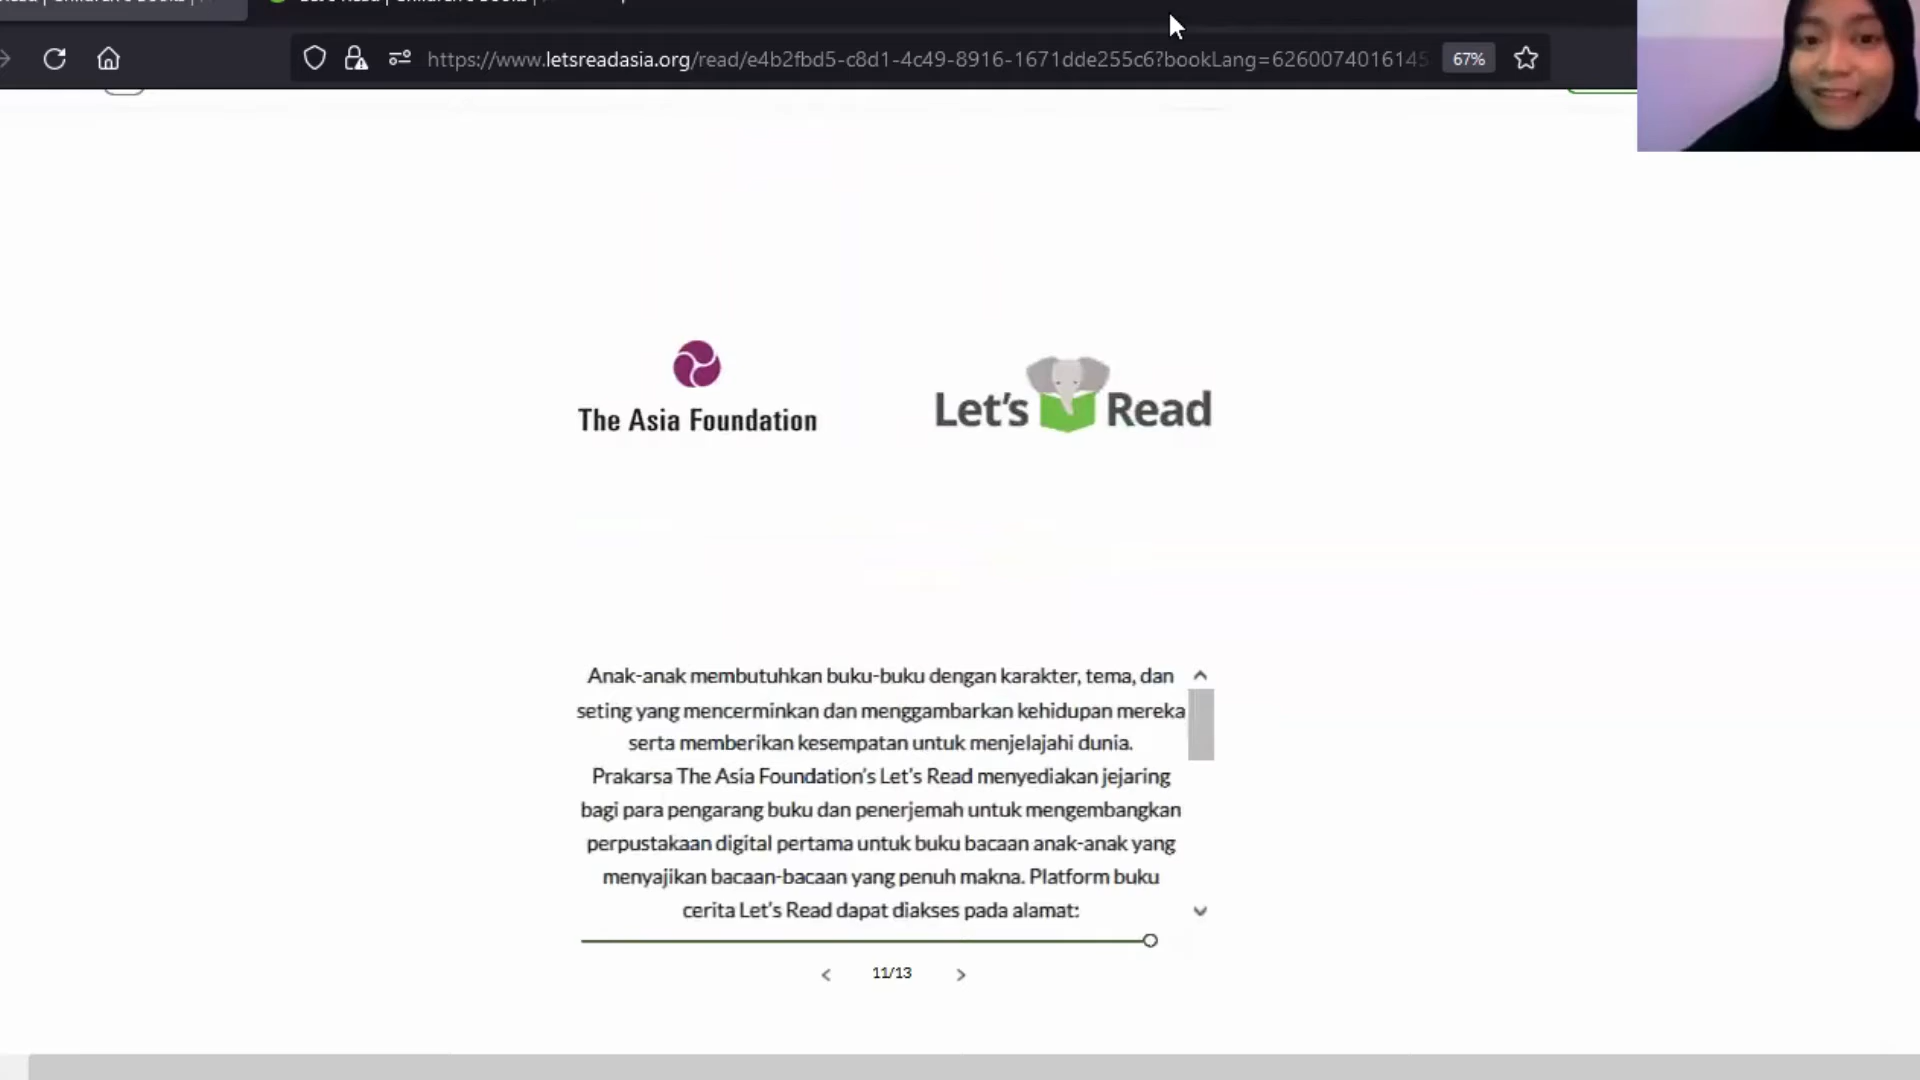 https://www.letsreadasia.org/read/e4b2fbd5-c8d1-4c49-8916-1671dde255c6?bookLang=6260074016145
67%
The Asia Foundation
Let's Read
Anak-anak membutuhkan buku-buku dengan karakter, tema, dan
seting yang mencerminkan dan menggambarkan kehidupan mereka
serta memberikan kesempatan untuk menjelajahi dunia.
Prakarsa The Asia Foundation's Let's Read menyediakan jejaring
bagi para pengarang buku dan penerjemah untuk mengembangkan
perpustakaan digital pertama untuk buku bacaan anak-anak yang
menyajikan bacaan-bacaan yang penuh makna. Platform buku
cerita Let's Read dapat diakses pada alamat:
11/13